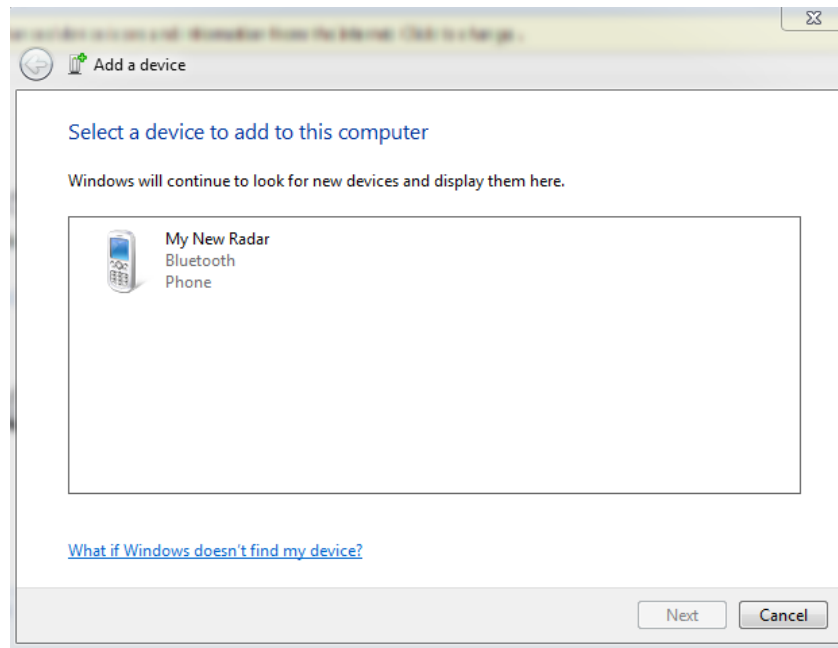 Add a device
Select a device to add to this computer
Windows will continue to look for new devices and display them here.
My New Radar
Bluetooth
Phone
What if Windows doesn't find my device?
Next
Cancel